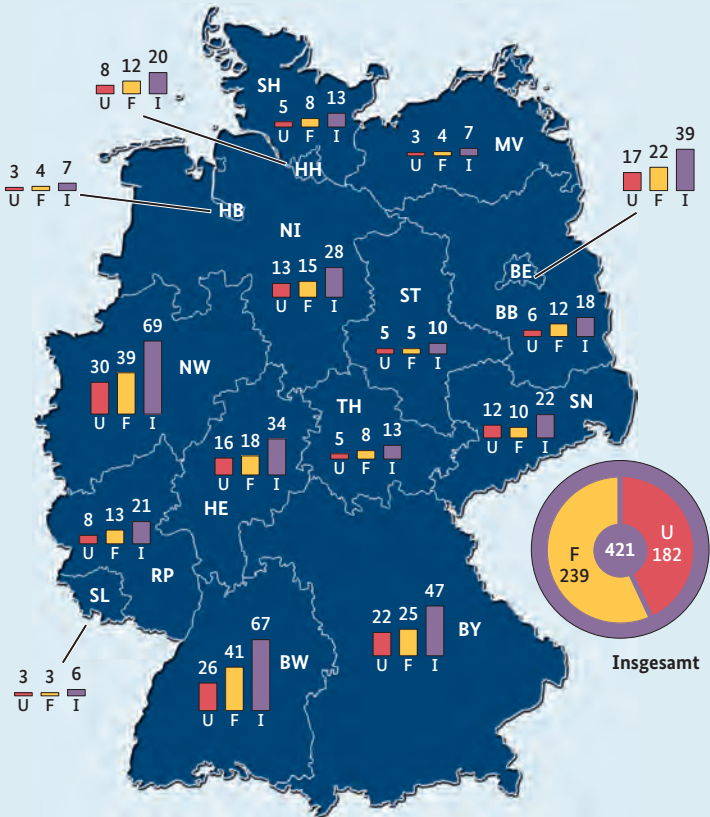 8 12 20
U F I
SH
5 8 13
U F I
HH
3 4 7
U F I
MV
39
17 22
U F I
3 4 7
U F I
HB
NI
13 15 28
U F I
ST
5 5 10
U F I
BE
BB
6 12 18
U F I
69
30 39
U F I
NW
TH
5 8 13
U F I
SN
12 10 22
U F I
16 18 34
U F I
HE
8 13 21
U F I
RP
SL
3 3 6
U F I
67
26 41
U F I
BW
47
22 25
U F I
BY
F
239
421
U
182
Insgesamt